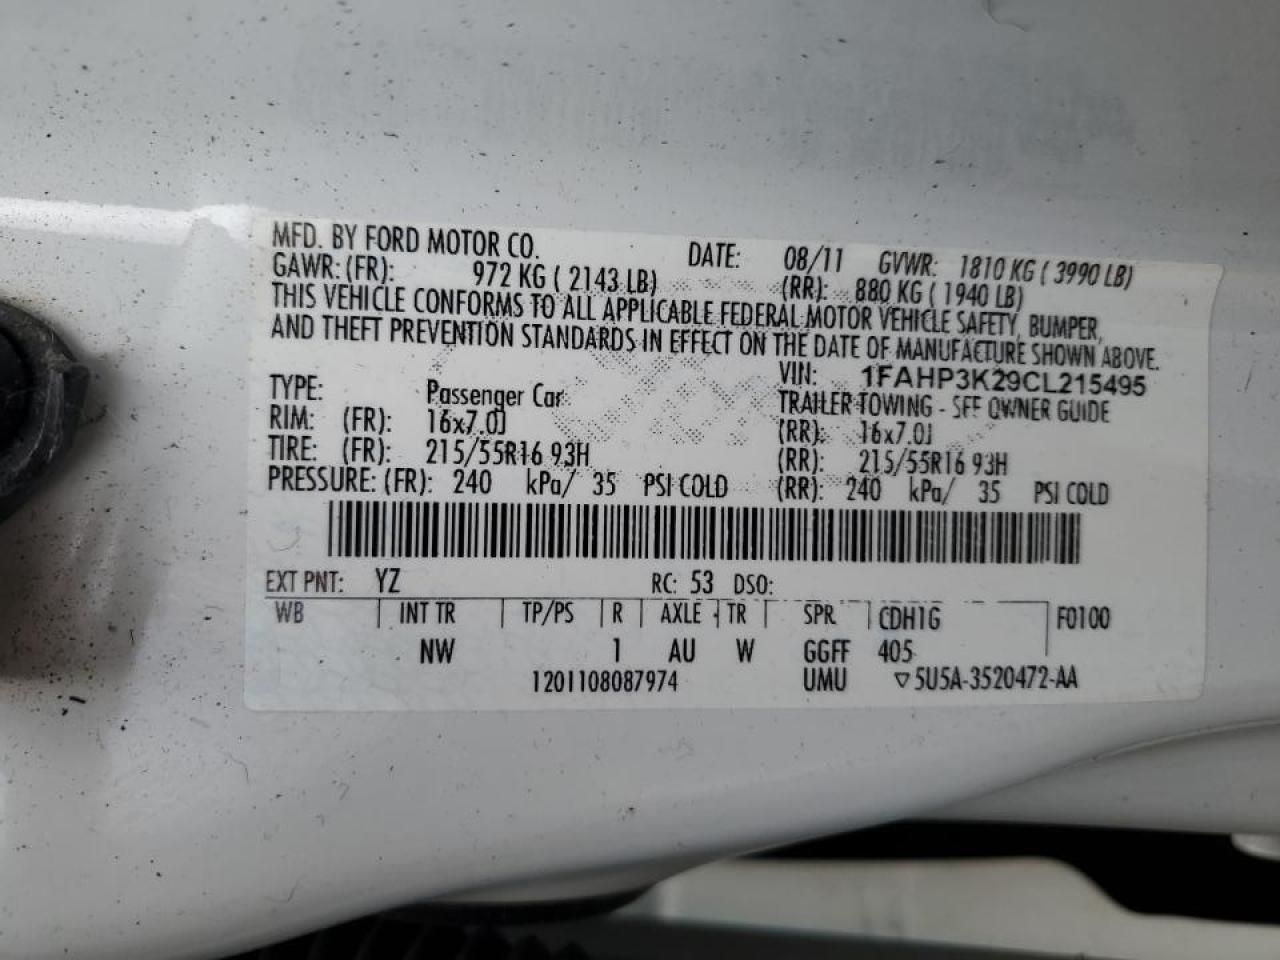 MFD. BY FORD MOTOR CO. DATE: 08/11 GVWR: 1810 KG ( 3990 LB)
GAWR: (FR): 972 KG ( 2143 LB) (RR): 880 KG ( 1940 LB)
THIS VEHICLE CONFORMS TO ALL APPLICABLE FEDERAL MOTOR VEHICLE SAFETY, BUMPER,
AND THEFT PREVENTION STANDARDS IN EFFECT ON THE DATE OF MANUFACTURE SHOWN ABOVE.
VIN: 1FAHP3K29CL215495
TYPE: Passenger Car TRAILER TOWING - SEE OWNER GUIDE
RIM: (FR): 16x7.0J (RR): 16x7.0J
TIRE: (FR): 215/55R16 93H (RR): 215/55R16 93H
PRESSURE: (FR): 240 kPa/ 35 PSI COLD (RR): 240 kPa/ 35 PSI COLD
EXT PNT: YZ RC: 53 DSO:
WB INT TR TP/PS R AXLE TR SPR CDH1G F0100
NW 1 AU W GGFF 405
1201108087974 UMU ▽5U5A-3520472-AA